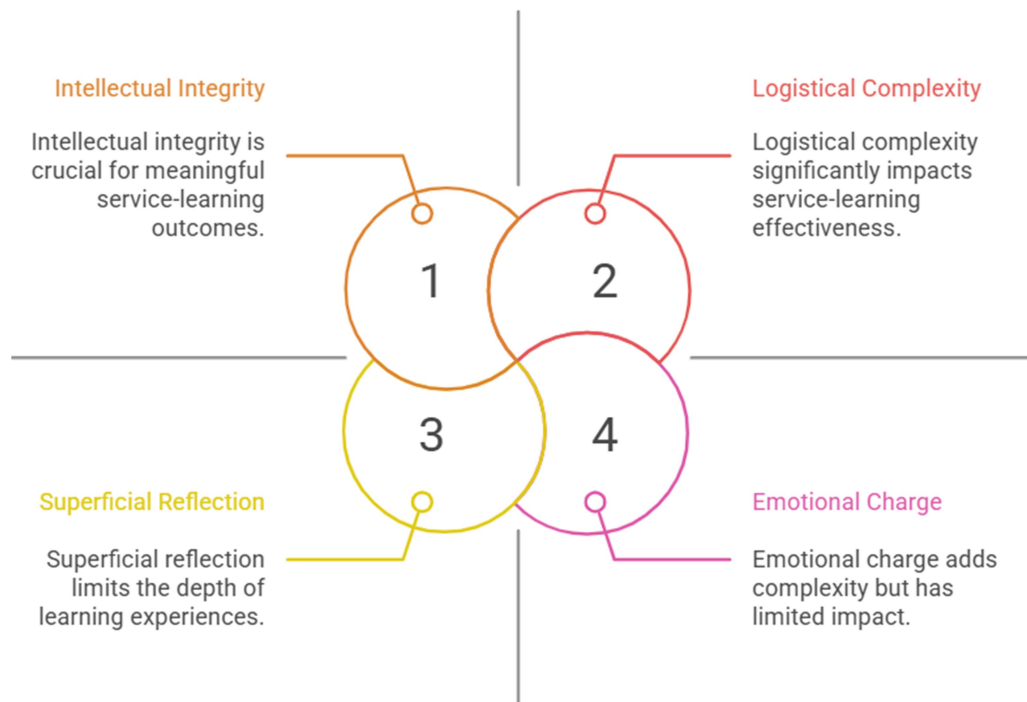 Intellectual Integrity
Intellectual integrity is
crucial for meaningful
service-learning
outcomes.
Logistical Complexity
Logistical complexity
significantly impacts
service-learning
effectiveness.
1
2
3
4
Superficial Reflection
Superficial reflection
limits the depth of
learning experiences.
Emotional Charge
Emotional charge adds
complexity but has
limited impact.